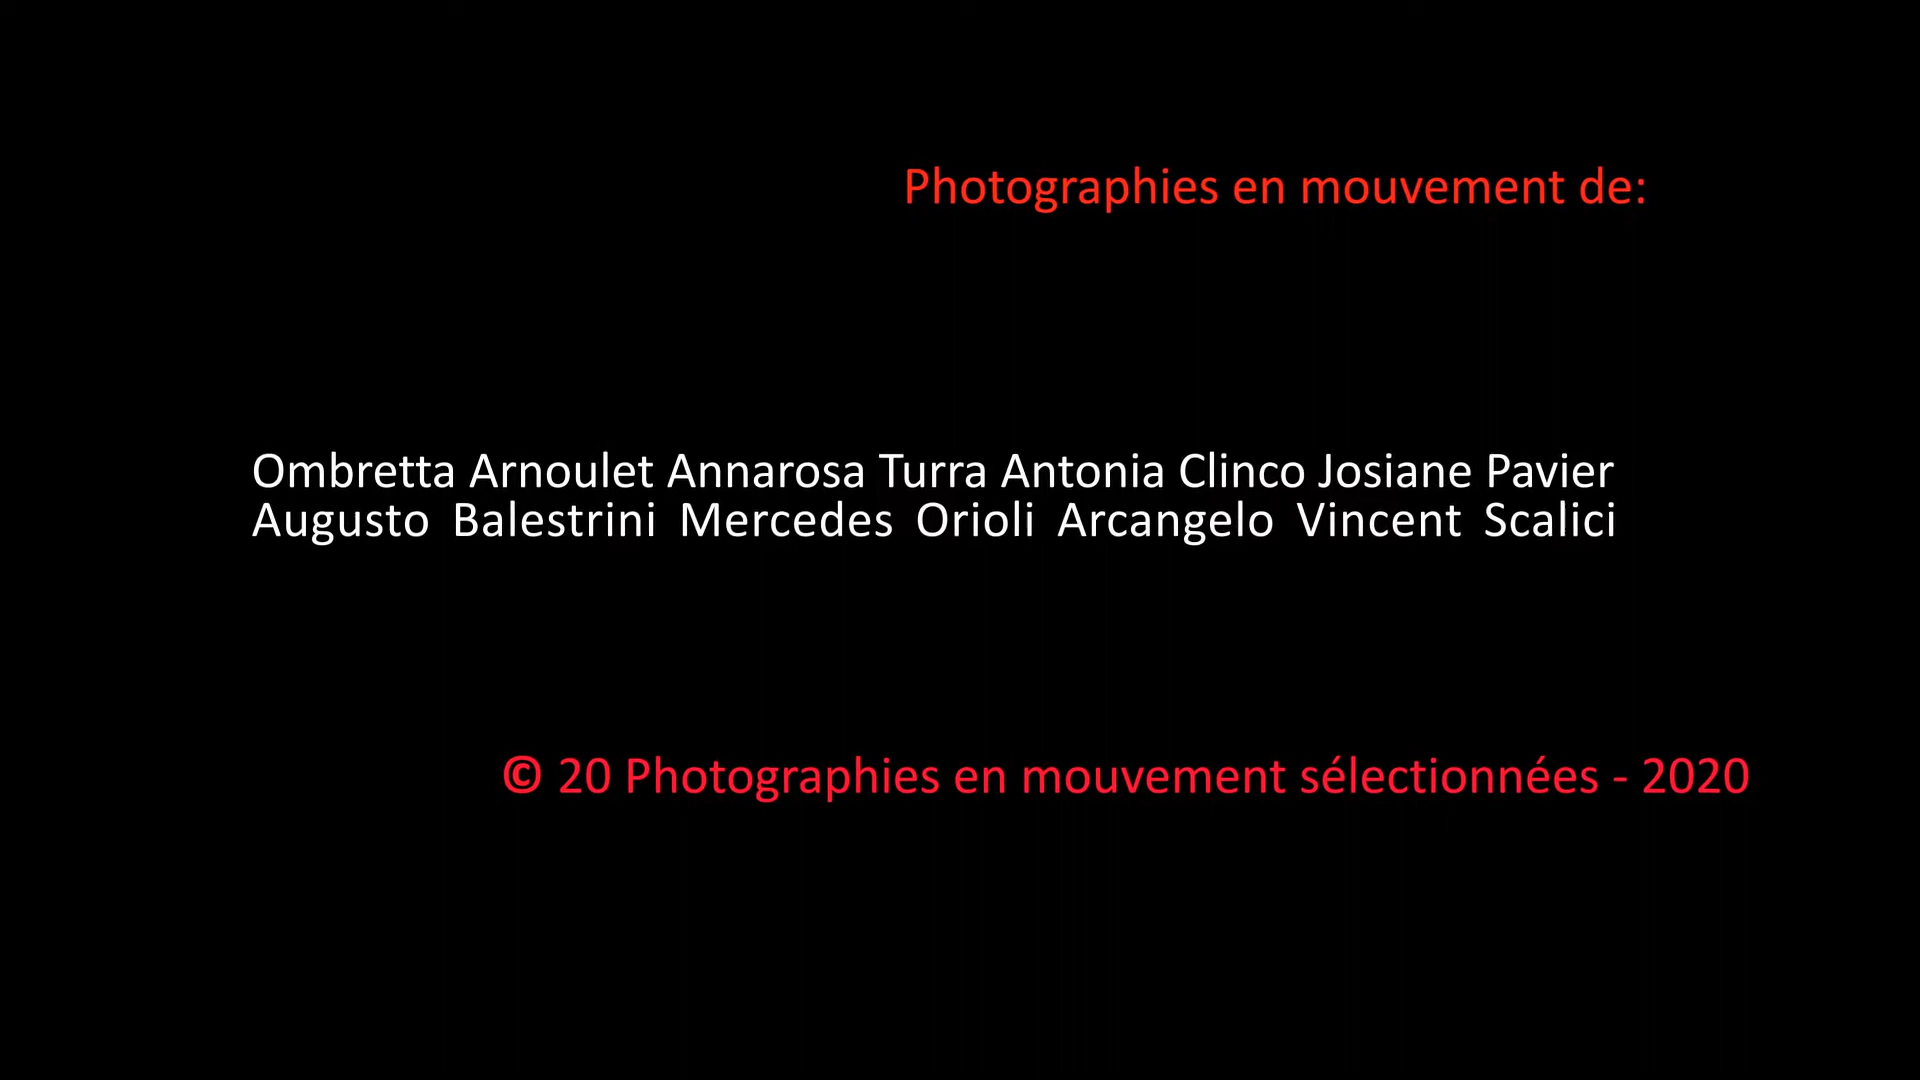 Photographies en mouvement de:
Ombretta Arnoulet Annarosa Turra Antonia Clinco Josiane Pavier
Augusto Balestrini Mercedes Orioli Arcangelo Vincent Scalici
© 20 Photographies en mouvement sélectionnées - 2020